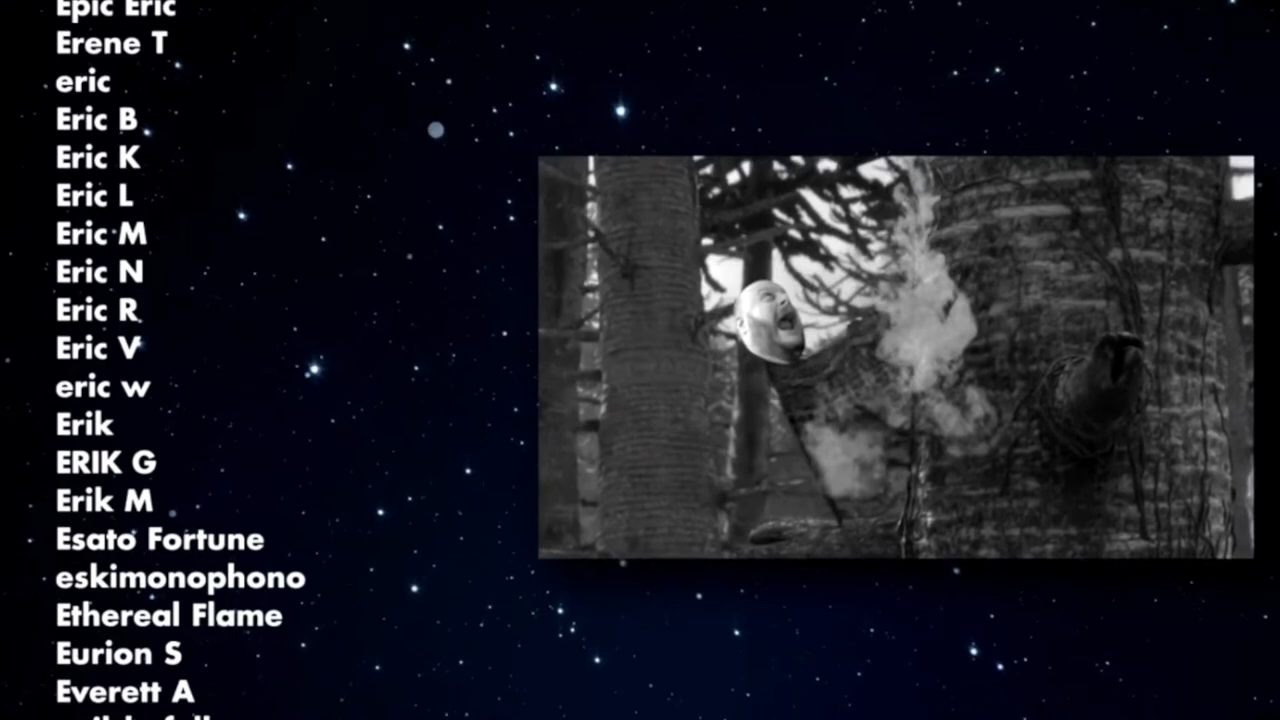 Epic Eric
Erene T
eric
Eric B
Eric K
Eric L
Eric M
Eric N
Eric R
Eric V
eric w
Erik
ERIK G
Erik M
Esato Fortune
eskimonophono
Ethereal Flame
Eurion S
Everett A